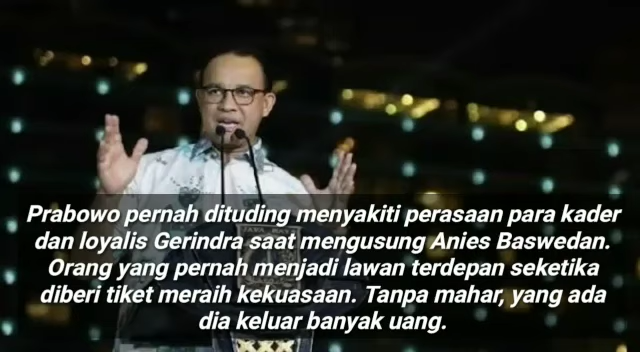 Prabowo pernah dituding menyakiti perasaan para kader
dan loyalis Gerindra saat mengusung Anies Baswedan.
Orang yang pernah menjadi lawan terdepan seketika
diberi tiket meraih kekuasaan. Tanpa mahar, yang ada
dia keluar banyak uang.